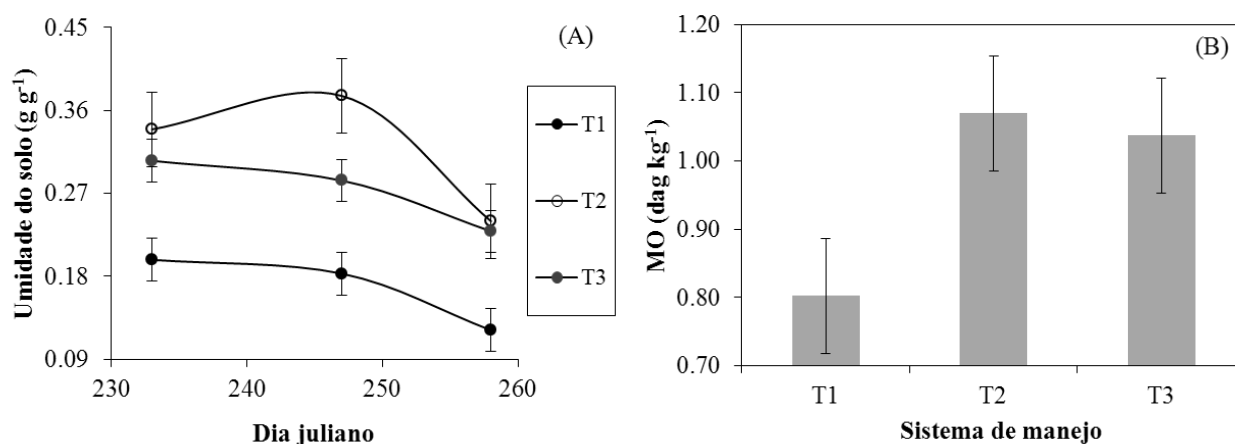 (A)
Umidade do solo (g g-1)
0.45
0.36
0.27
0.18
0.09
230 240 250 260
Dia juliano
T1
T2
T3
(B)
MO (dag kg-1)
1.20
1.10
1.00
0.90
0.80
0.70
T1 T2 T3
Sistema de manejo